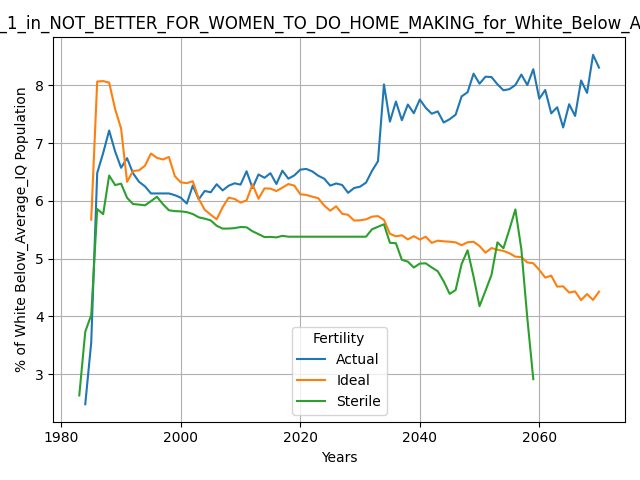 _1_in_NOT_BETTER_FOR_WOMEN_TO_DO_HOME_MAKING_for_White_Below_A
% of White Below_Average_IQ Population
8
7
6
5
4
3
Fertility
Actual
Ideal
Sterile
1980 2000 2020 2040 2060
Years